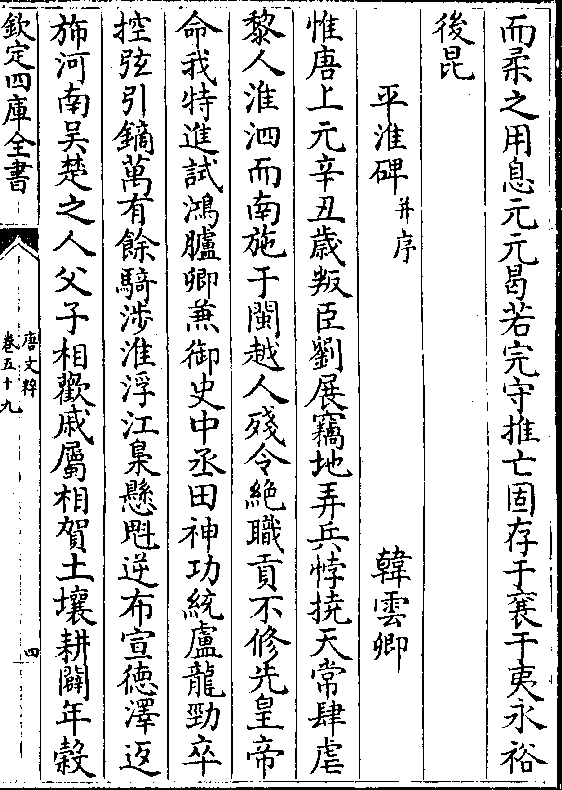 而柔之用息元元曷若完守推亡固存于襄于夷永裕
後昆
平淮碑并序 韓雲卿
惟唐上元辛丑歲叛臣劉展竊地弄兵悖撓天常肆虐
黎人淮泗而南施于閩越人殘令絶職貢不修先皇帝
命我特進試鴻臚卿兼御史中丞田神功統盧龍勁卒
控弦引鏑萬有餘騎涉淮浮江梟懸魁逆布宣德澤返
斾河南吴楚之人父子相歡戚屬相賀土壤耕闢年穀
欽定四庫全書
唐文粹
卷五十九
四